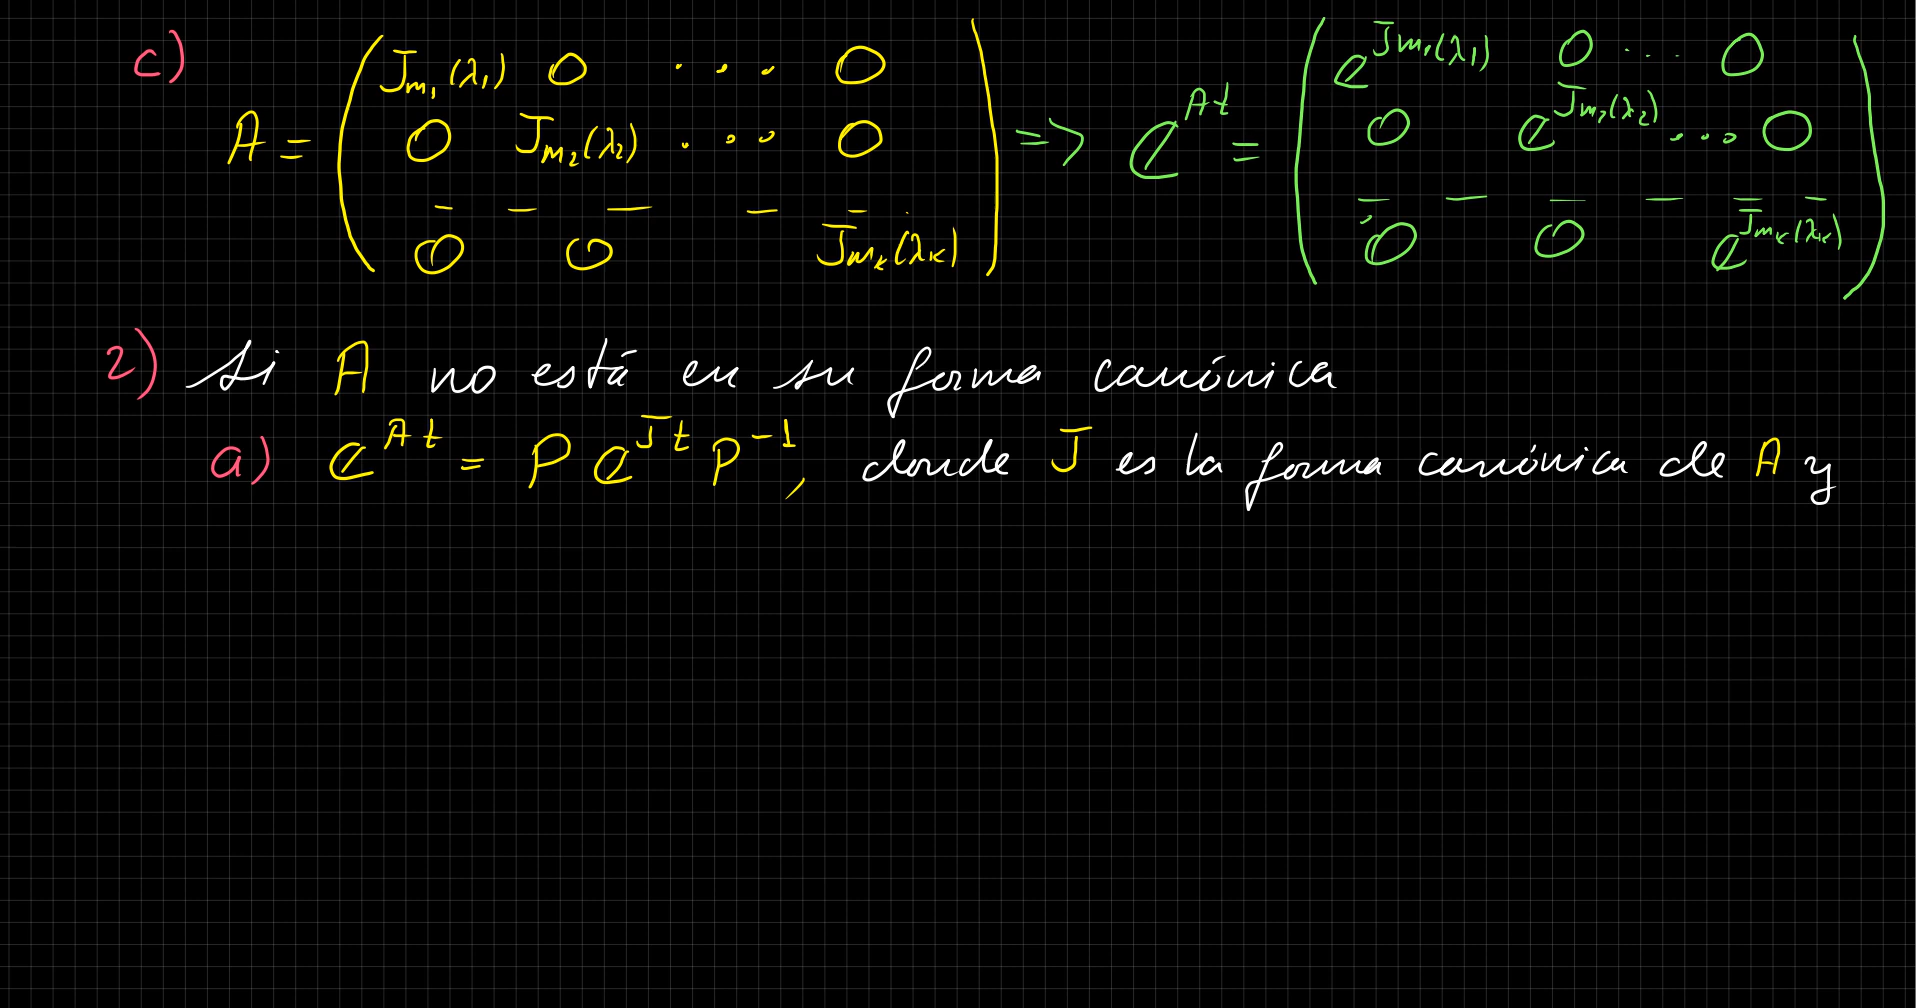 c)
A = ( J_{m_1}(λ_1) 0 ... 0 ; 0 J_{m_2}(λ_2) ... 0 ; - - - - - ; 0 0 J_{m_k}(λ_k) ) => e^{At} = ( e^{J_{m_1}(λ_1)} 0 ... 0 ; 0 e^{J_{m_2}(λ_2)} ... 0 ; - - - - - - ; 0 0 e^{J_{m_k}(λ_k)} )
2) Si A no está en su forma canónica
a) e^{At} = P e^{Jt} P^{-1}, donde J es la forma canónica de A y